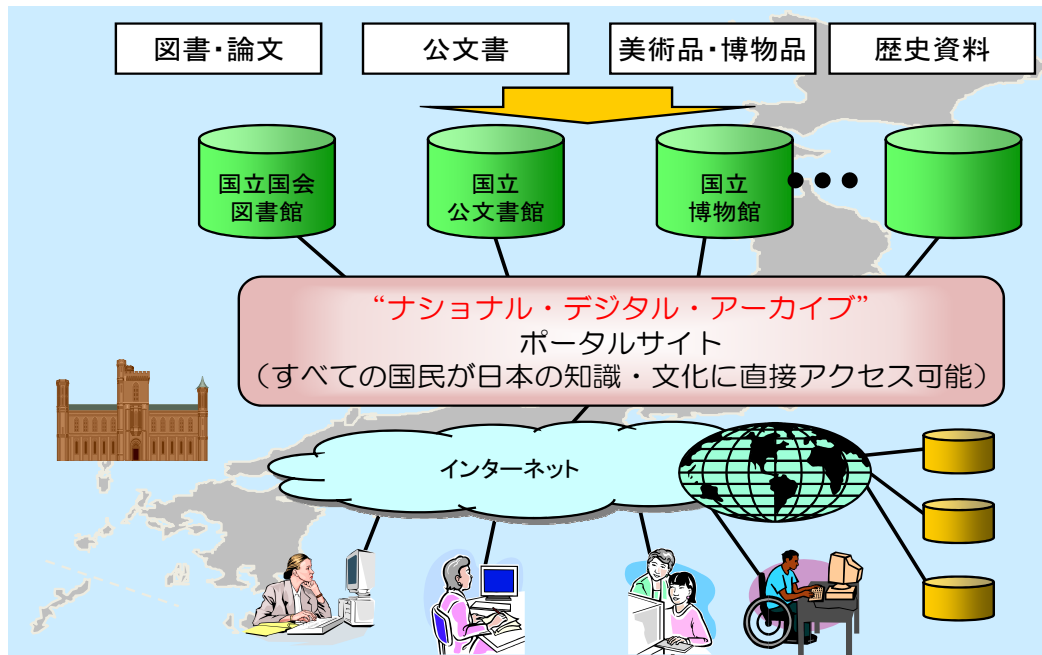 図書・論文
公文書
美術品・博物品
歴史資料
国立国会
図書館
国立
公文書館
国立
博物館
●●●
“ナショナル・デジタル・アーカイブ”
ポータルサイト
（すべての国民が日本の知識・文化に直接アクセス可能）
インターネット